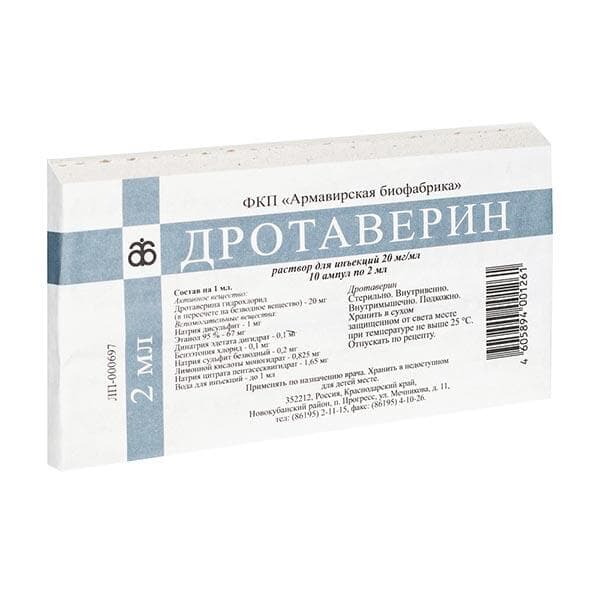 ФКП «Армавирская биофабрика»
ДРОТАВЕРИН
раствор для инъекций 20 мг/мл
10 ампул по 2 мл
Состав на 1 мл.
Активное вещество:
Дротаверина гидрохлорид
(в пересчете на безводное вещество) - 20 мг
Вспомогательные вещества:
Натрия дисульфит - 1 мг
Этанол 95 % - 67 мг
Динатрия эдетата дигидрат - 0,1 мг
Бензэтония хлорид - 0,1 мг
Натрия сульфит безводный - 0,2 мг
Лимонной кислоты моногидрат - 0,825 мг
Натрия цитрата пентасесквигидрат - 1,65 мг
Вода для инъекций - до 1 мл
Дротаверин
Стерильно. Внутривенно.
Внутримышечно. Подкожно.
Хранить в сухом
защищенном от света месте
при температуре не выше 25 °С.
Отпускать по рецепту.
Применять по назначению врача. Хранить в недоступном
для детей месте.
352212, Россия, Краснодарский край,
Новокубанский район, п. Прогресс, ул. Мечникова, д. 11,
тел: (86195) 2-11-15, факс: (86195) 4-10-26.
ЛП-000697
2 МЛ
4 605894 001261